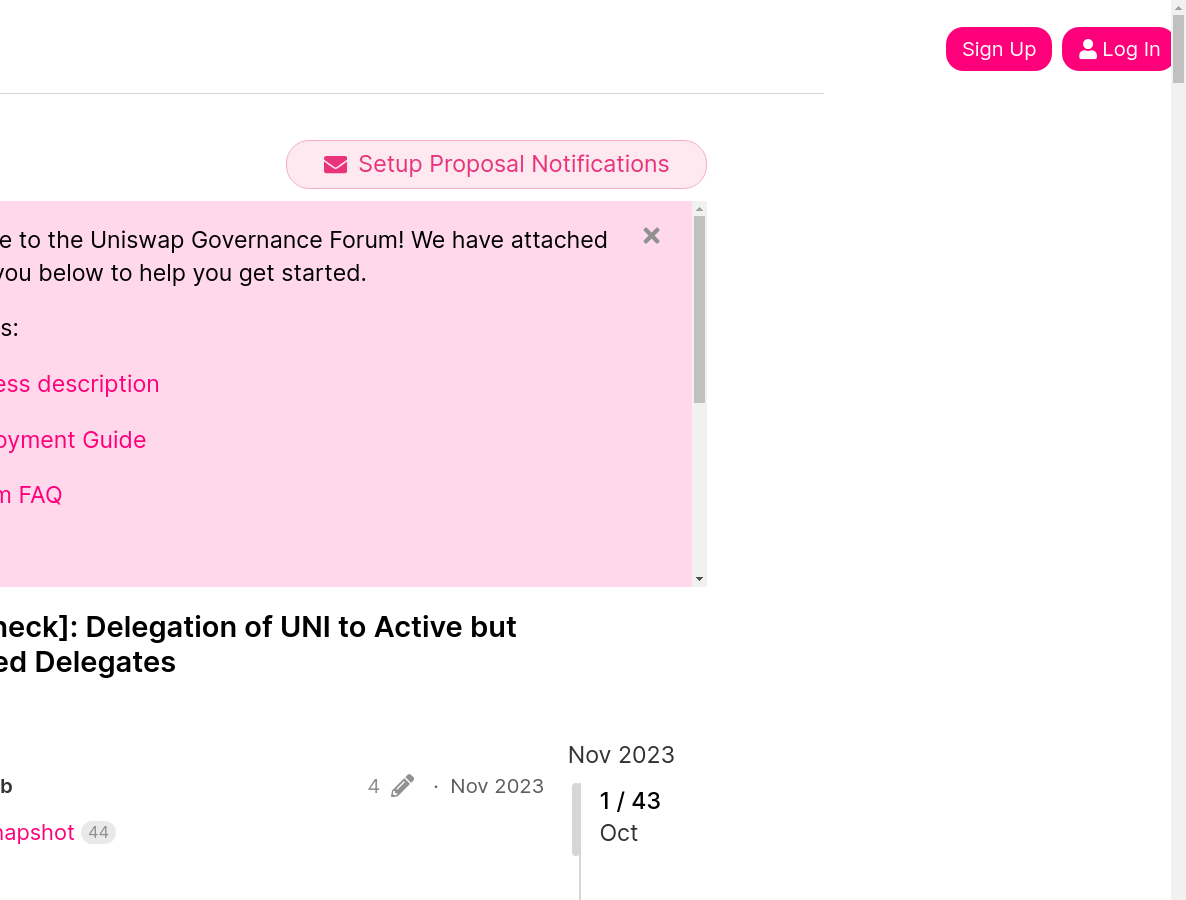 Sign Up
Log In
Setup Proposal Notifications
e to the Uniswap Governance Forum! We have attached
you below to help you get started.
s:
ess description
oyment Guide
m FAQ
heck]: Delegation of UNI to Active but
ed Delegates
Nov 2023
b
4 · Nov 2023
1 / 43
napshot 44
Oct